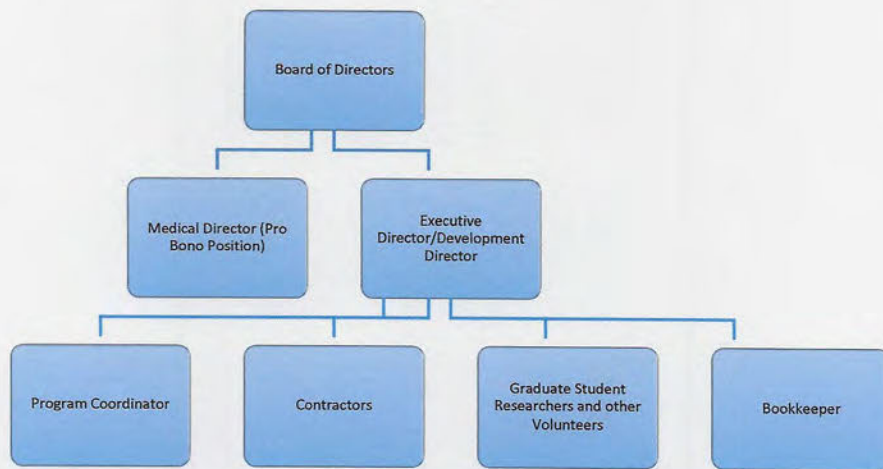 Board of Directors
Medical Director (Pro
Bono Position)
Executive
Director/Development
Director
Program Coordinator
Contractors
Graduate Student
Researchers and other
Volunteers
Bookkeeper